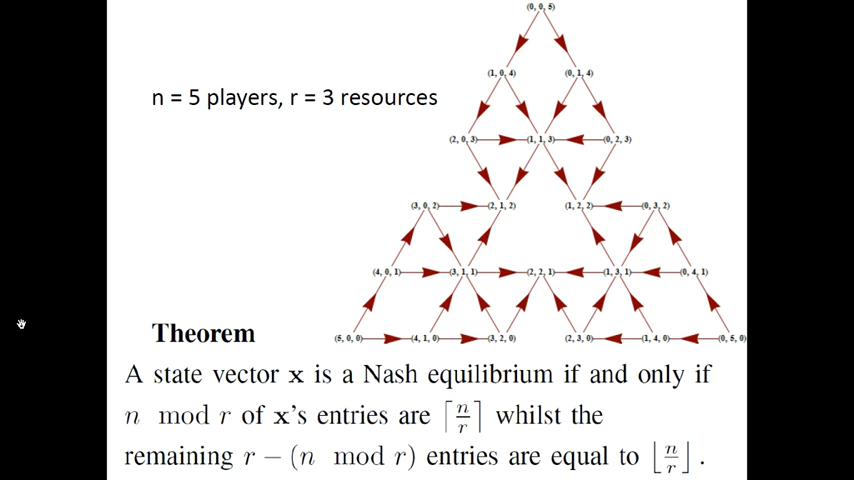 (0, 0, 5)
(1, 0, 4) (0, 1, 4)
n = 5 players, r = 3 resources
(2, 0, 3) (1, 1, 3) (0, 2, 3)
(3, 0, 2) (2, 1, 2) (1, 2, 2) (0, 3, 2)
(4, 0, 1) (3, 1, 1) (2, 2, 1) (1, 3, 1) (0, 4, 1)
(5, 0, 0) (4, 1, 0) (3, 2, 0) (2, 3, 0) (1, 4, 0) (0, 5, 0)
Theorem
A state vector x is a Nash equilibrium if and only if
n mod r of x's entries are ⌈n/r⌉ whilst the
remaining r − (n mod r) entries are equal to ⌊n/r⌋.